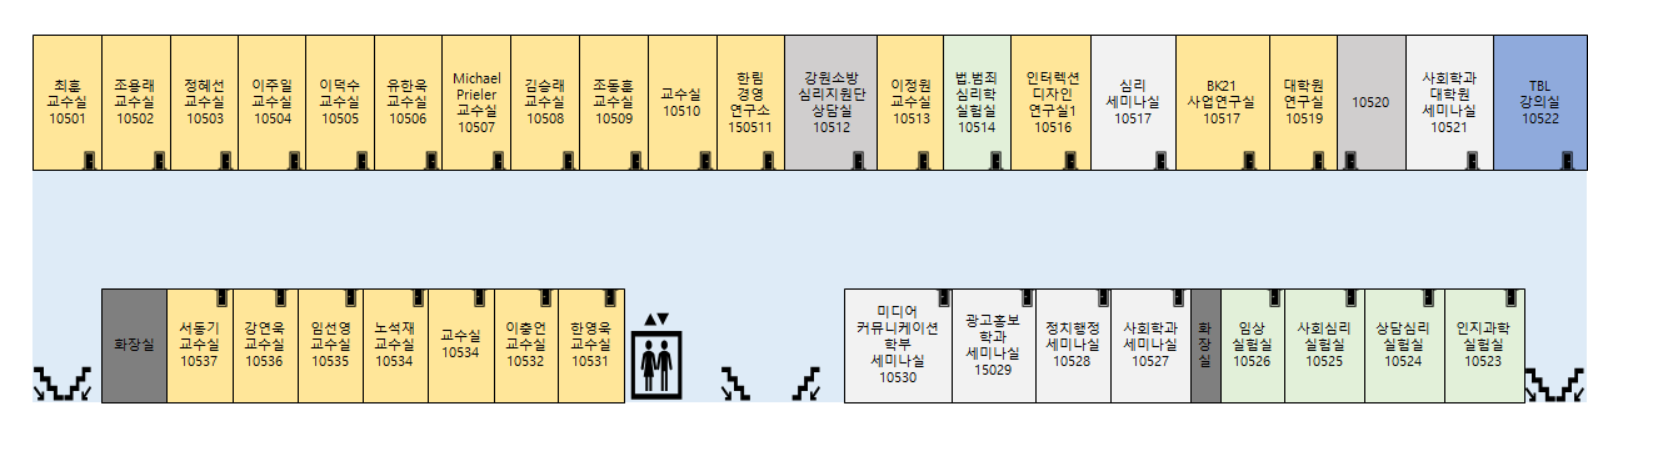 최훈
교수실
10501
조용래
교수실
10502
정혜선
교수실
10503
이주일
교수실
10504
이덕수
교수실
10505
유한욱
교수실
10506
Michael
Prieler
교수실
10507
김승래
교수실
10508
조동훈
교수실
10509
교수실
10510
한림
경영
연구소
150511
강원소방
심리지원단
상담실
10512
이정원
교수실
10513
법.범죄
심리학
실험실
10514
인터렉션
디자인
연구실1
10516
심리
세미나실
10517
BK21
사업연구실
10517
대학원
연구실
10519
10520
사회학과
대학원
세미나실
10521
TBL
강의실
10522
화장실
서동기
교수실
10537
강연욱
교수실
10536
임선영
교수실
10535
노석재
교수실
10534
교수실
10534
이충언
교수실
10532
한영욱
교수실
10531
미디어
커뮤니케이션
학부
세미나실
10530
광고홍보
학과
세미나실
15029
정치행정
세미나실
10528
사회학과
세미나실
10527
화
장
실
임상
실험실
10526
사회심리
실험실
10525
상담심리
실험실
10524
인지과학
실험실
10523